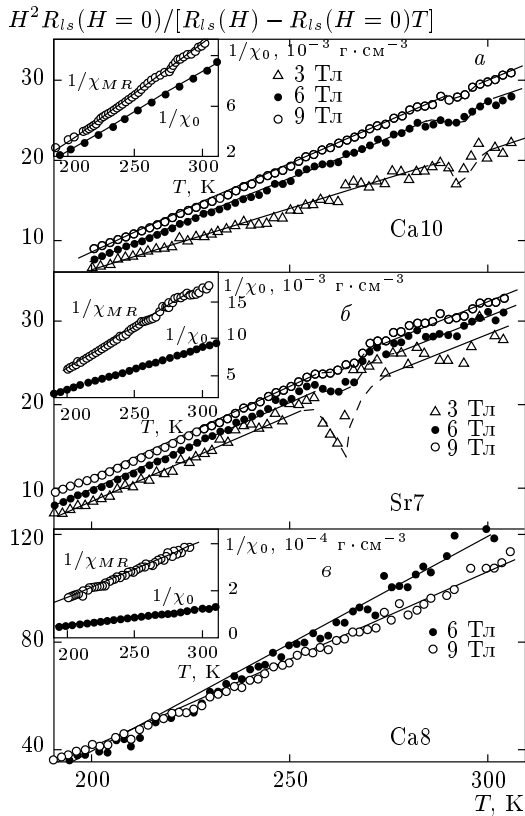 H²R_ls(H = 0)/[R_ls(H) − R_ls(H = 0)T]
1/χ₀, 10⁻³ г·см⁻³
а
30
20
10
1/χ_MR
1/χ₀
6
2
200 250 300
T, K
△ 3 Тл
● 6 Тл
○ 9 Тл
Ca10
1/χ₀, 10⁻³ г·см⁻³
б
30
20
10
1/χ_MR
1/χ₀
15
10
5
200 250 300
T, K
△ 3 Тл
● 6 Тл
○ 9 Тл
Sr7
1/χ₀, 10⁻⁴ г·см⁻³
в
120
80
40
1/χ_MR
1/χ₀
2
0
200 250 300
T, K
● 6 Тл
○ 9 Тл
Ca8
200 250 300
T, K